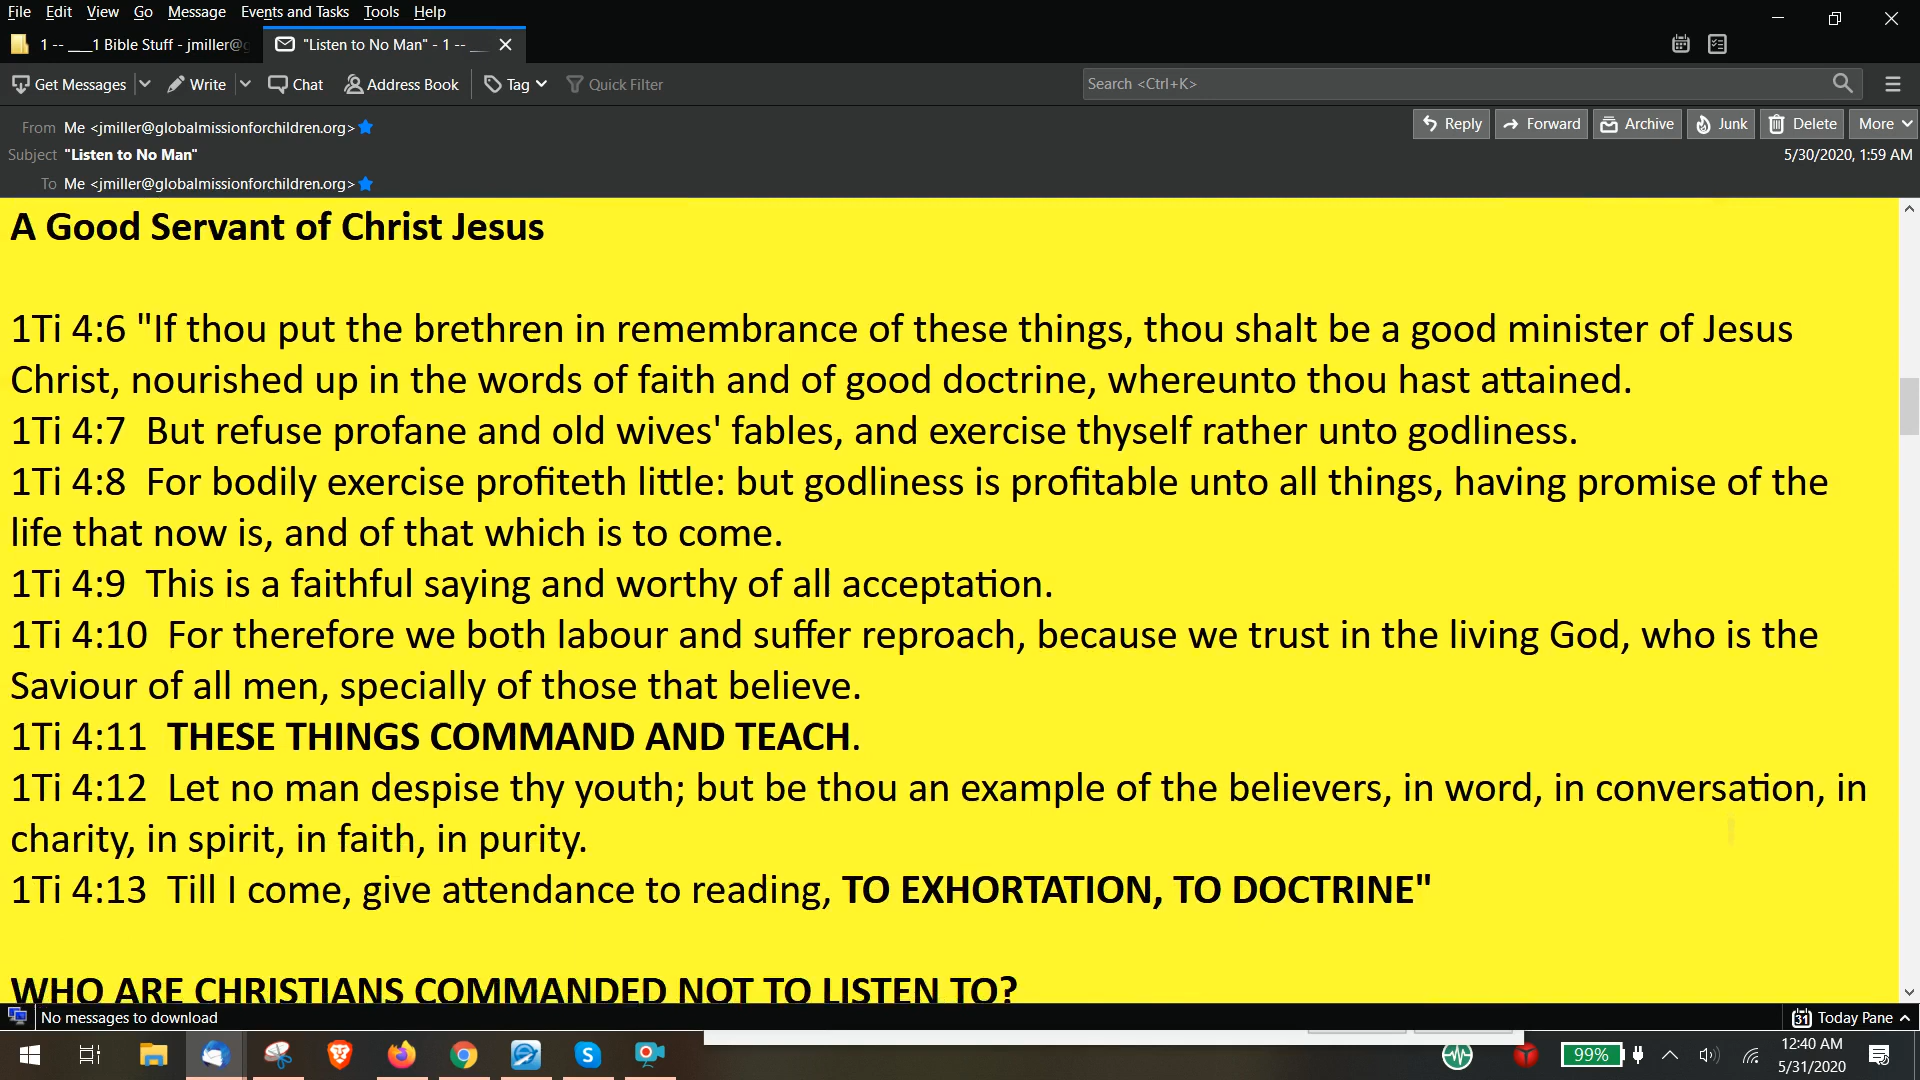 File Edit View Go Message Events and Tasks Tools Help
1 -- ___1 Bible Stuff - jmiller@g
"Listen to No Man" - 1 -- __
Get Messages Write Chat Address Book Tag Quick Filter Search <Ctrl+K>
From Me <jmiller@globalmissionforchildren.org> Reply Forward Archive Junk Delete More
Subject "Listen to No Man" 5/30/2020, 1:59 AM
To Me <jmiller@globalmissionforchildren.org>
A Good Servant of Christ Jesus
1Ti 4:6 "If thou put the brethren in remembrance of these things, thou shalt be a good minister of Jesus
Christ, nourished up in the words of faith and of good doctrine, whereunto thou hast attained.
1Ti 4:7 But refuse profane and old wives' fables, and exercise thyself rather unto godliness.
1Ti 4:8 For bodily exercise profiteth little: but godliness is profitable unto all things, having promise of the
life that now is, and of that which is to come.
1Ti 4:9 This is a faithful saying and worthy of all acceptation.
1Ti 4:10 For therefore we both labour and suffer reproach, because we trust in the living God, who is the
Saviour of all men, specially of those that believe.
1Ti 4:11 THESE THINGS COMMAND AND TEACH.
1Ti 4:12 Let no man despise thy youth; but be thou an example of the believers, in word, in conversation, in
charity, in spirit, in faith, in purity.
1Ti 4:13 Till I come, give attendance to reading, TO EXHORTATION, TO DOCTRINE"
WHO ARE CHRISTIANS COMMANDED NOT TO LISTEN TO?
No messages to download
31 Today Pane
99%
12:40 AM
5/31/2020